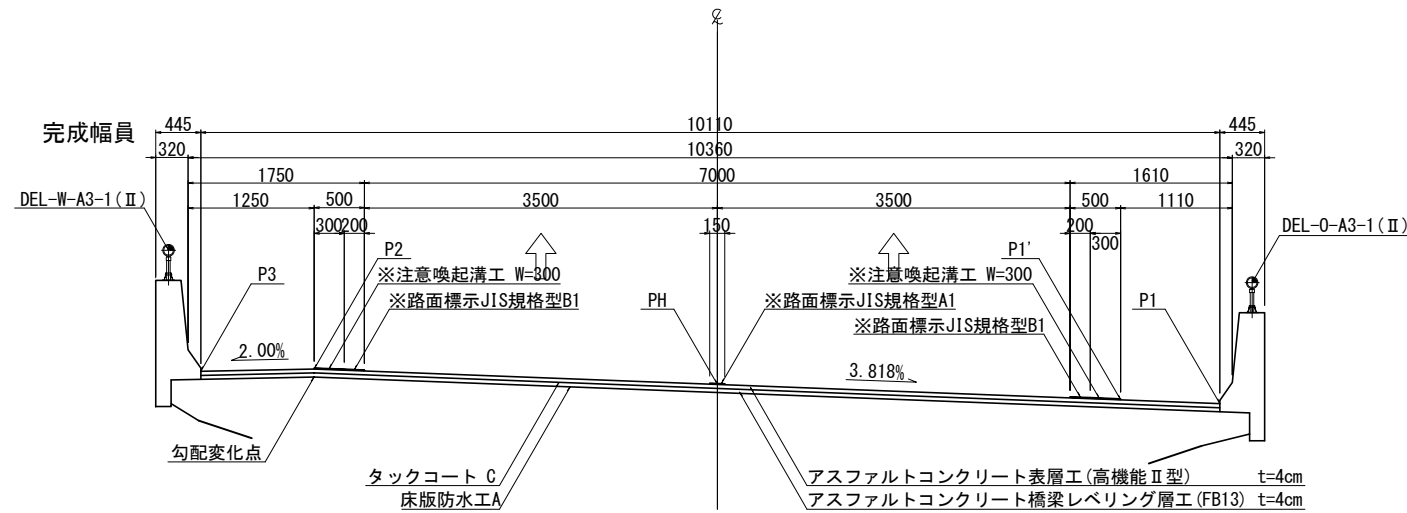 ℄
445 10110 445
完成幅員
320 10360 320
1750 7000 1610
DEL-W-A3-1(Ⅱ)
1250 500 3500 3500 500 1110
300 200 150 200 300
DEL-O-A3-1(Ⅱ)
P2 P1'
P3 ※注意喚起溝工 W=300 ※注意喚起溝工 W=300
※路面標示JIS規格型B1 PH ※路面標示JIS規格型A1 P1
※路面標示JIS規格型B1
2.00%
3.818%
勾配変化点
タックコート C アスファルトコンクリート表層工(高機能Ⅱ型) t=4cm
床版防水工A アスファルトコンクリート橋梁レベリング層工(FB13) t=4cm